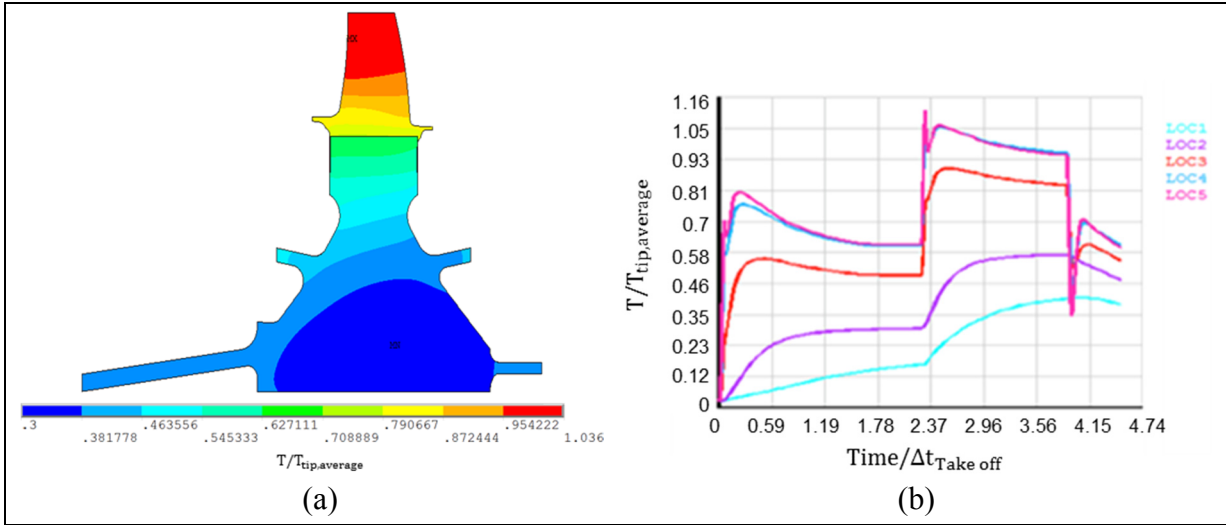 MX
MN
.3
.381778
.463556
.545333
.627111
.708889
.790667
.872444
.954222
1.036
T/Ttip,average
(a)
T/Ttip,average
1.16
1.05
0.93
0.81
0.7
0.58
0.46
0.35
0.23
0.12
0
0 0.59 1.19 1.78 2.37 2.96 3.56 4.15 4.74
Time/ΔtTake off
LOC1
LOC2
LOC3
LOC4
LOC5
(b)